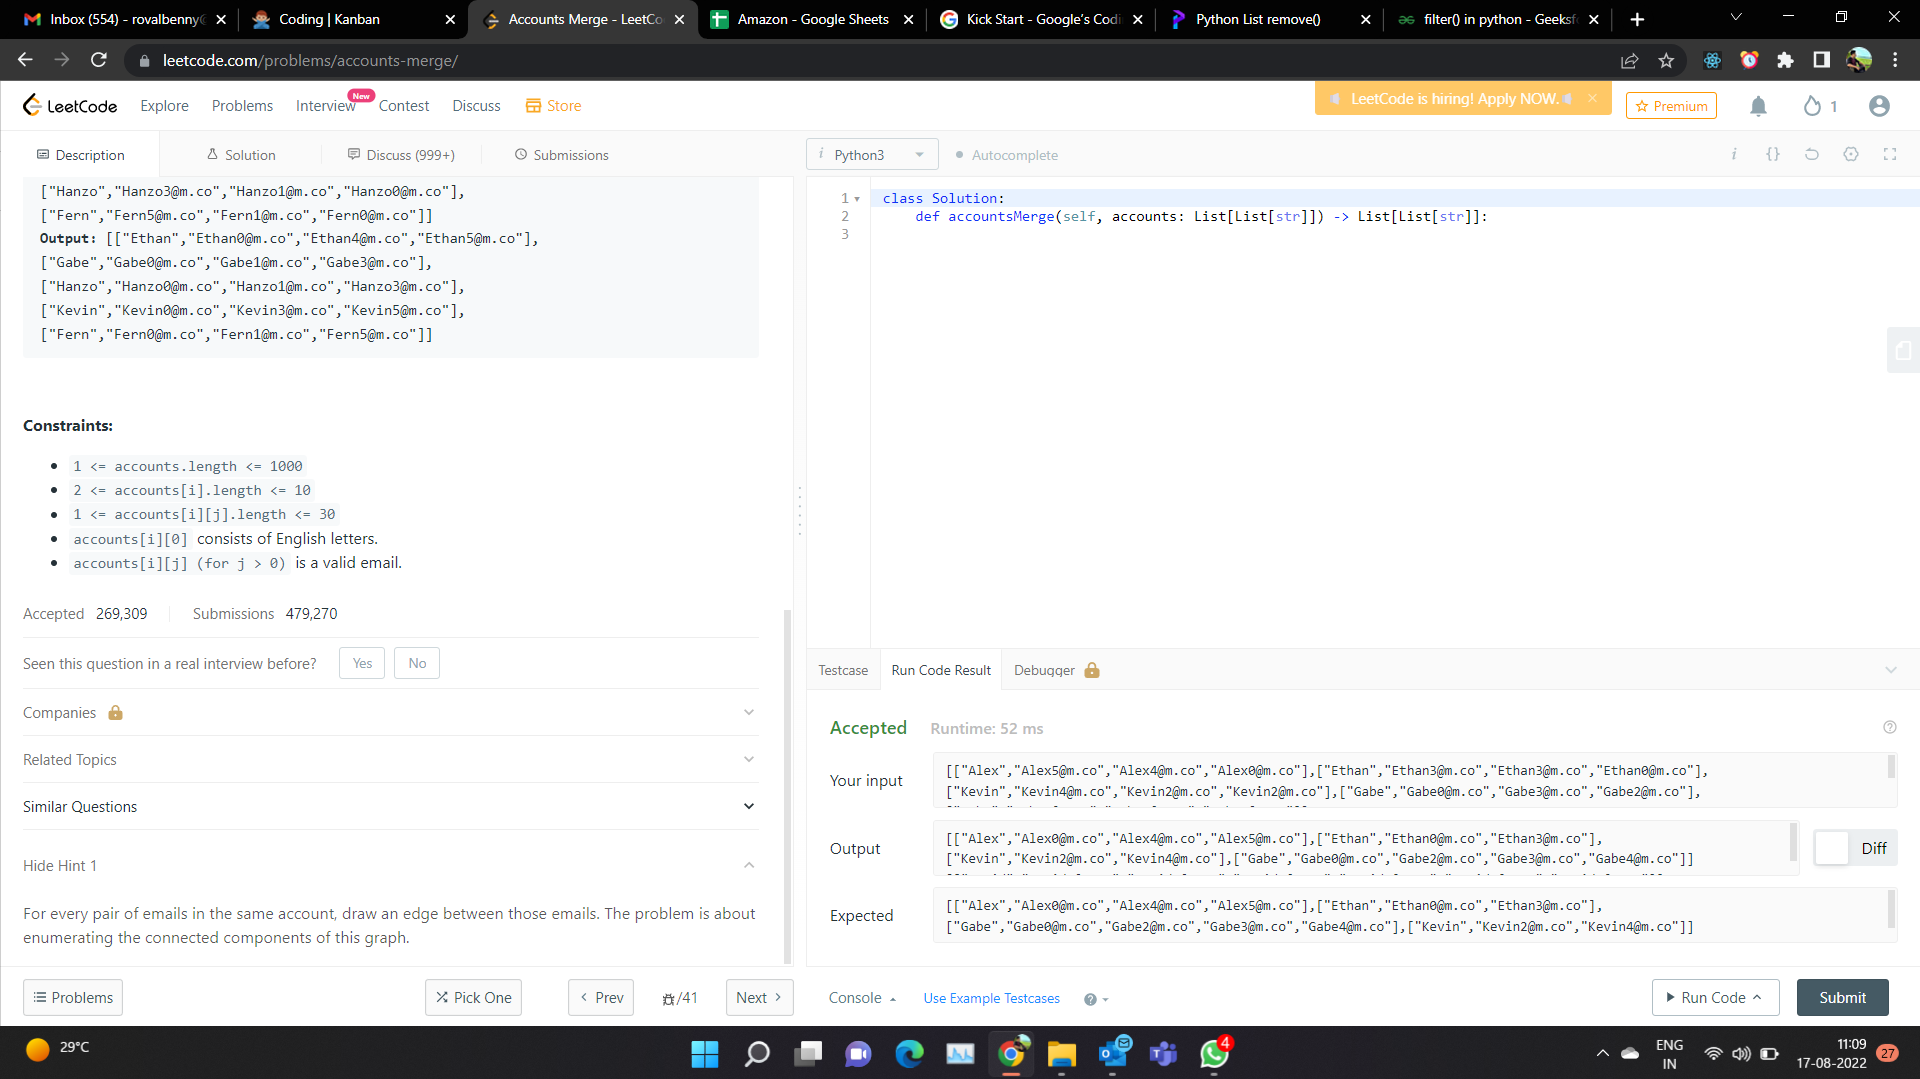 Inbox (554) - rovalbenny@
Coding | Kanban
Accounts Merge - LeetCo
Amazon - Google Sheets
Kick Start - Google's Codi
Python List remove()
filter() in python - Geeksf
leetcode.com/problems/accounts-merge/
LeetCode
Explore
Problems
Interview
New
Contest
Discuss
Store
LeetCode is hiring! Apply NOW.
Premium
1
Description
Solution
Discuss (999+)
Submissions
["Hanzo","Hanzo3@m.co","Hanzo1@m.co","Hanzo0@m.co"],
["Fern","Fern5@m.co","Fern1@m.co","Fern0@m.co"]]
Output: [["Ethan","Ethan0@m.co","Ethan4@m.co","Ethan5@m.co"],
["Gabe","Gabe0@m.co","Gabe1@m.co","Gabe3@m.co"],
["Hanzo","Hanzo0@m.co","Hanzo1@m.co","Hanzo3@m.co"],
["Kevin","Kevin0@m.co","Kevin3@m.co","Kevin5@m.co"],
["Fern","Fern0@m.co","Fern1@m.co","Fern5@m.co"]]
Constraints:
1 <= accounts.length <= 1000
2 <= accounts[i].length <= 10
1 <= accounts[i][j].length <= 30
accounts[i][0] consists of English letters.
accounts[i][j] (for j > 0) is a valid email.
Accepted 269,309 Submissions 479,270
Seen this question in a real interview before? Yes No
Companies
Related Topics
Similar Questions
Hide Hint 1
For every pair of emails in the same account, draw an edge between those emails. The problem is about
enumerating the connected components of this graph.
Problems
Pick One
Prev
/41
Next
i Python3
Autocomplete
i {}
1 class Solution:
2 def accountsMerge(self, accounts: List[List[str]]) -> List[List[str]]:
3
Testcase
Run Code Result
Debugger
Accepted Runtime: 52 ms
Your input
[["Alex","Alex5@m.co","Alex4@m.co","Alex0@m.co"],["Ethan","Ethan3@m.co","Ethan3@m.co","Ethan0@m.co"],
["Kevin","Kevin4@m.co","Kevin2@m.co","Kevin2@m.co"],["Gabe","Gabe0@m.co","Gabe3@m.co","Gabe2@m.co"],
Output
[["Alex","Alex0@m.co","Alex4@m.co","Alex5@m.co"],["Ethan","Ethan0@m.co","Ethan3@m.co"],
["Kevin","Kevin2@m.co","Kevin4@m.co"],["Gabe","Gabe0@m.co","Gabe2@m.co","Gabe3@m.co","Gabe4@m.co"]]
Diff
Expected
[["Alex","Alex0@m.co","Alex4@m.co","Alex5@m.co"],["Ethan","Ethan0@m.co","Ethan3@m.co"],
["Gabe","Gabe0@m.co","Gabe2@m.co","Gabe3@m.co","Gabe4@m.co"],["Kevin","Kevin2@m.co","Kevin4@m.co"]]
Console
Use Example Testcases
Run Code
Submit
29°C
4
ENG
IN
11:09
17-08-2022
27